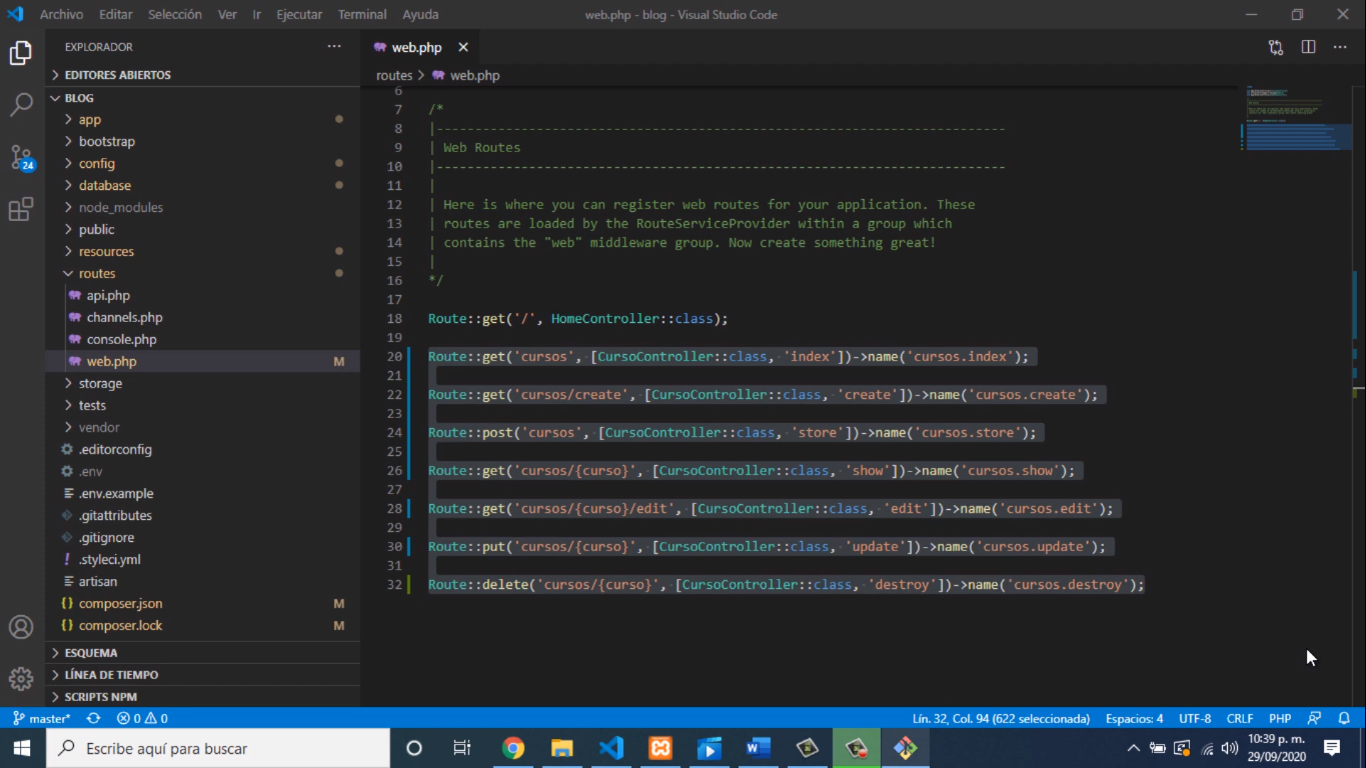 Archivo Editar Selección Ver Ir Ejecutar Terminal Ayuda
web.php - blog - Visual Studio Code
EXPLORADOR
EDITORES ABIERTOS
BLOG
app
bootstrap
config
database
node_modules
public
resources
routes
api.php
channels.php
console.php
web.php M
storage
tests
vendor
.editorconfig
.env
.env.example
.gitattributes
.gitignore
.styleci.yml
artisan
composer.json M
composer.lock M
ESQUEMA
LÍNEA DE TIEMPO
SCRIPTS NPM
24
web.php
routes > web.php
6
7 /*
8 |--------------------------------------------------------------------------
9 | Web Routes
10 |--------------------------------------------------------------------------
11 |
12 | Here is where you can register web routes for your application. These
13 | routes are loaded by the RouteServiceProvider within a group which
14 | contains the "web" middleware group. Now create something great!
15 |
16 */
17
18 Route::get('/', HomeController::class);
19
20 Route::get('cursos', [CursoController::class, 'index'])->name('cursos.index');
21
22 Route::get('cursos/create', [CursoController::class, 'create'])->name('cursos.create');
23
24 Route::post('cursos', [CursoController::class, 'store'])->name('cursos.store');
25
26 Route::get('cursos/{curso}', [CursoController::class, 'show'])->name('cursos.show');
27
28 Route::get('cursos/{curso}/edit', [CursoController::class, 'edit'])->name('cursos.edit');
29
30 Route::put('cursos/{curso}', [CursoController::class, 'update'])->name('cursos.update');
31
32 Route::delete('cursos/{curso}', [CursoController::class, 'destroy'])->name('cursos.destroy');
master* 0 0 Lín. 32, Col. 94 (622 seleccionada) Espacios: 4 UTF-8 CRLF PHP
Escribe aquí para buscar
10:39 p. m.
29/09/2020